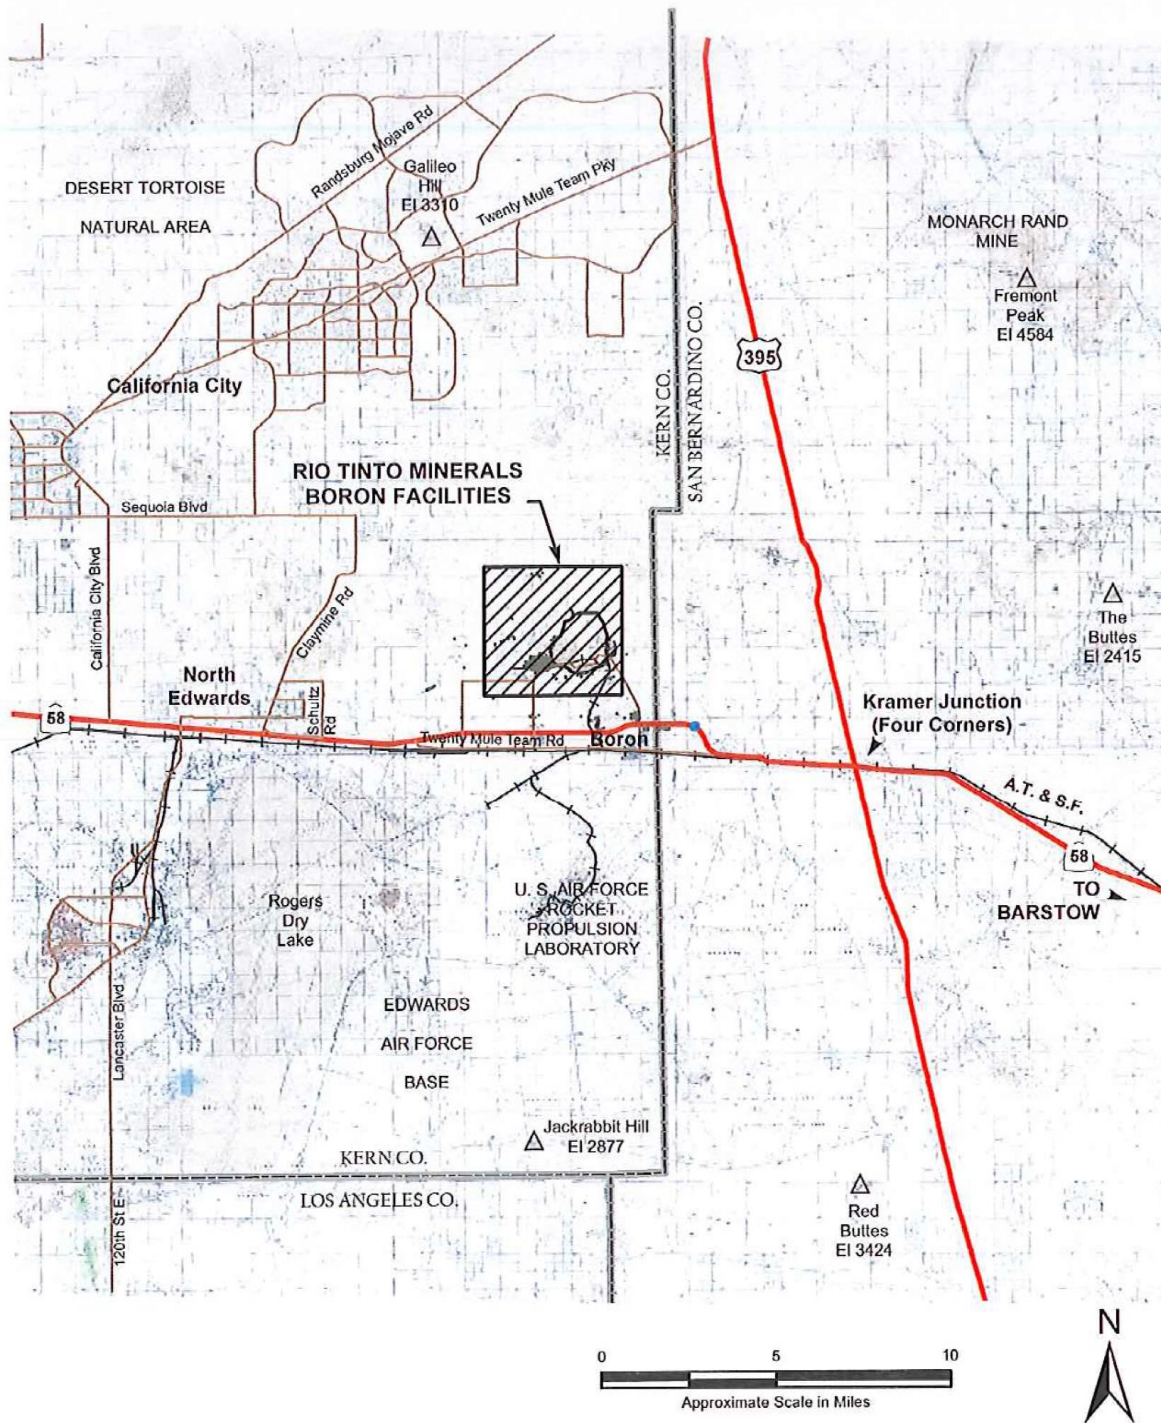 Randsburg Mojave Rd
Galileo
Hill
El 3310
Twenty Mule Team Pky
DESERT TORTOISE
NATURAL AREA
MONARCH RAND
MINE
Fremont
Peak
El 4584
395
KERN CO.
SAN BERNARDINO CO.
California City
RIO TINTO MINERALS
BORON FACILITIES
Sequoia Blvd
California City Blvd
Claymine Rd
The
Buttes
El 2415
North
Edwards
Schultz
Rd
Kramer Junction
(Four Corners)
58
Twenty Mule Team Rd
Boron
A.T. & S.F.
58
TO
BARSTOW
Rogers
Dry
Lake
U. S. AIR FORCE
ROCKET
PROPULSION
LABORATORY
Lancaster Blvd
EDWARDS
AIR FORCE
BASE
Jackrabbit Hill
El 2877
KERN CO.
LOS ANGELES CO.
120th St E
Red
Buttes
El 3424
N
0 5 10
Approximate Scale in Miles